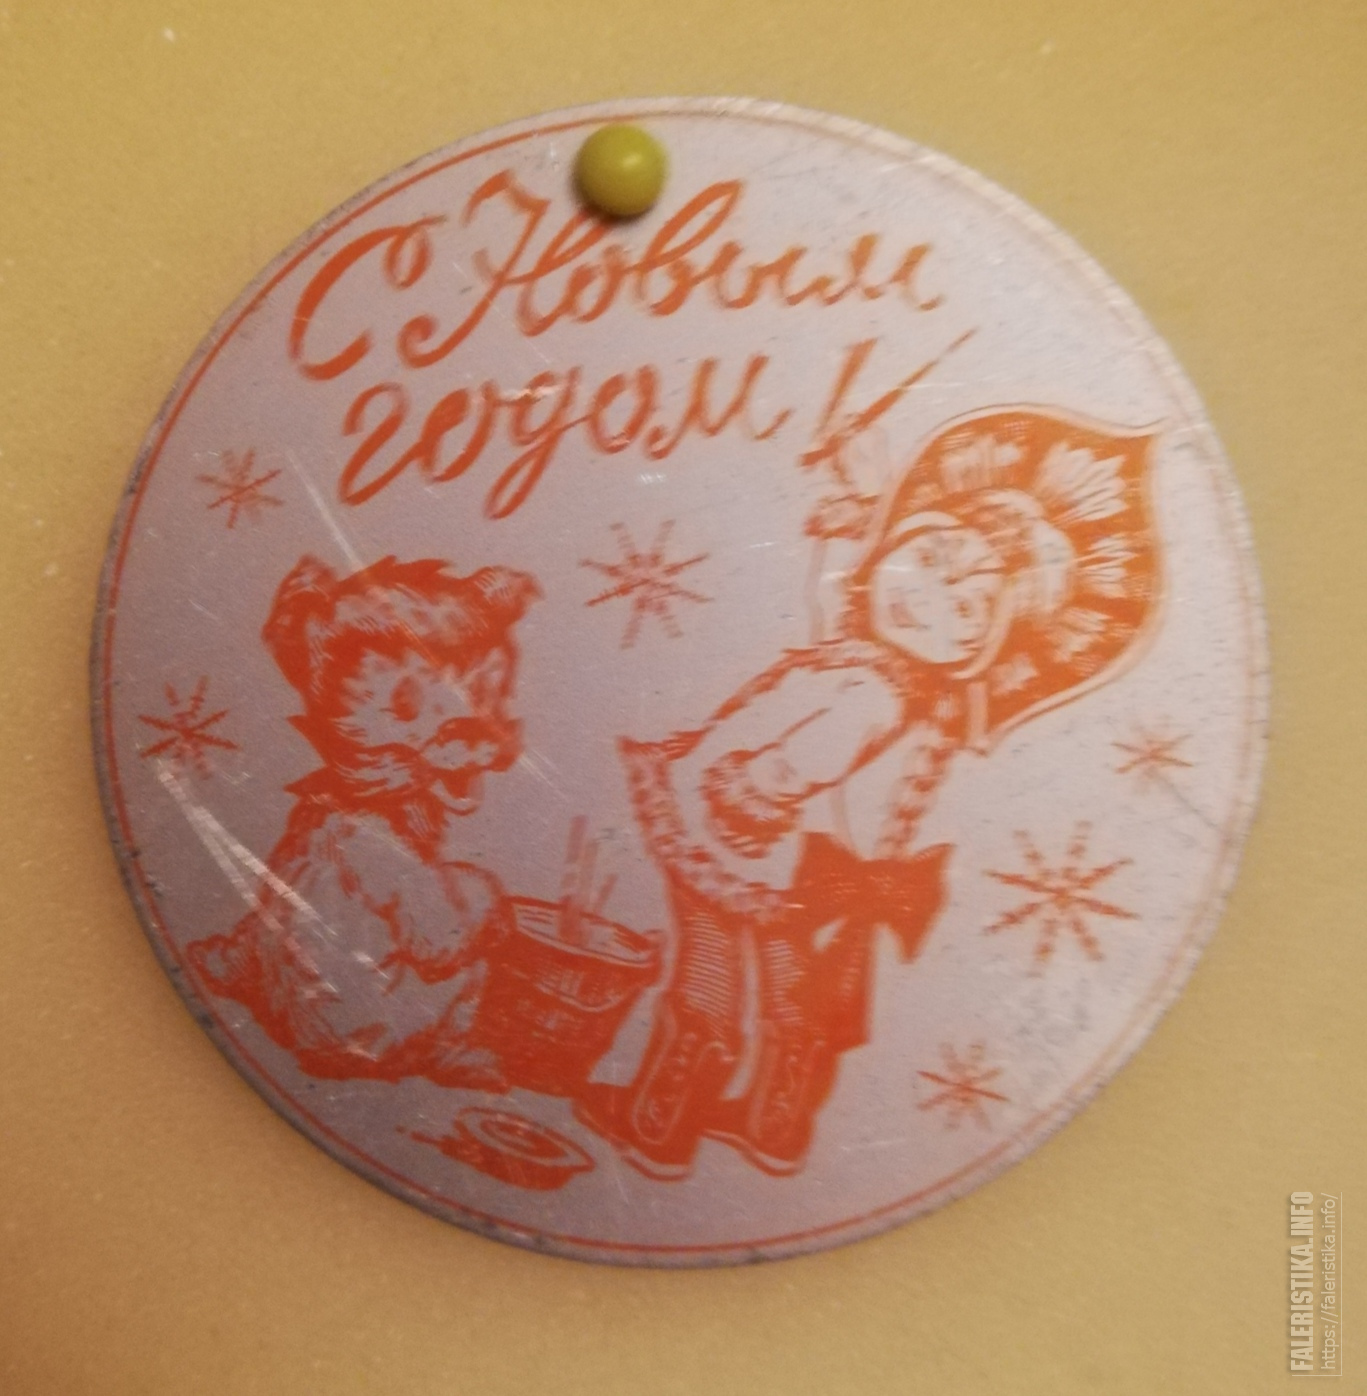 С Новым
годом
FALERISTIKA.INFO
https://faleristika.info/